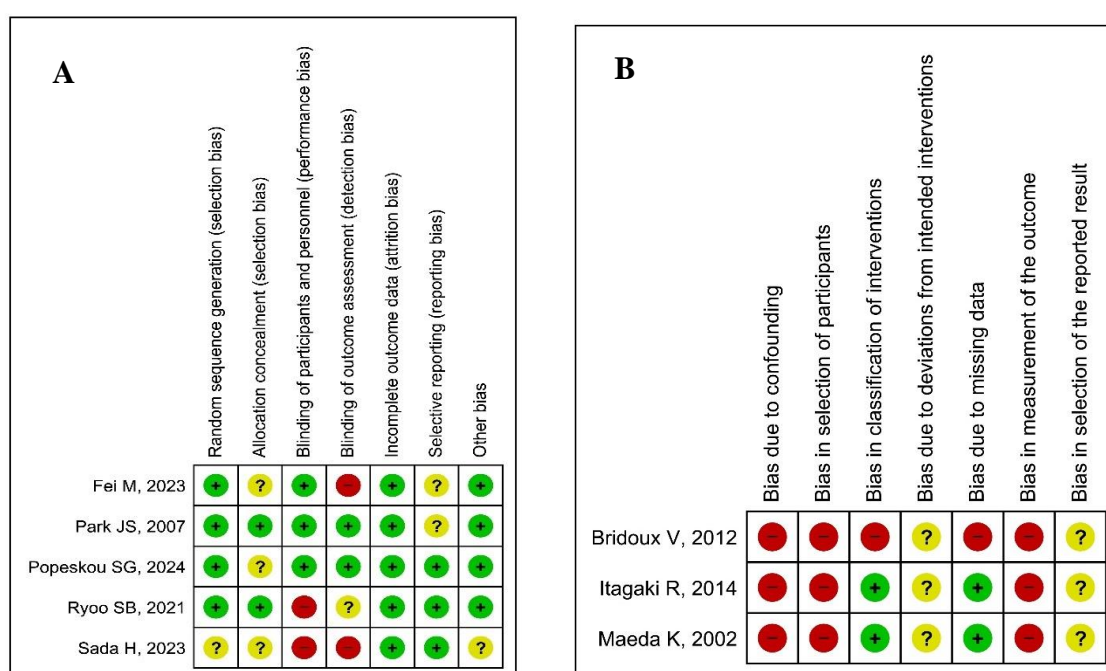 A
Random sequence generation (selection bias)
Allocation concealment (selection bias)
Blinding of participants and personnel (performance bias)
Blinding of outcome assessment (detection bias)
Incomplete outcome data (attrition bias)
Selective reporting (reporting bias)
Other bias
Fei M, 2023 + ? + - + ? +
Park JS, 2007 + + + + + ? +
Popeskou SG, 2024 + ? + + + + +
Ryoo SB, 2021 + + - ? + + +
Sada H, 2023 ? ? - - + + ?
B
Bias due to confounding
Bias in selection of participants
Bias in classification of interventions
Bias due to deviations from intended interventions
Bias due to missing data
Bias in measurement of the outcome
Bias in selection of the reported result
Bridoux V, 2012 - - - ? - - ?
Itagaki R, 2014 - - + ? + - ?
Maeda K, 2002 - - + ? + - ?